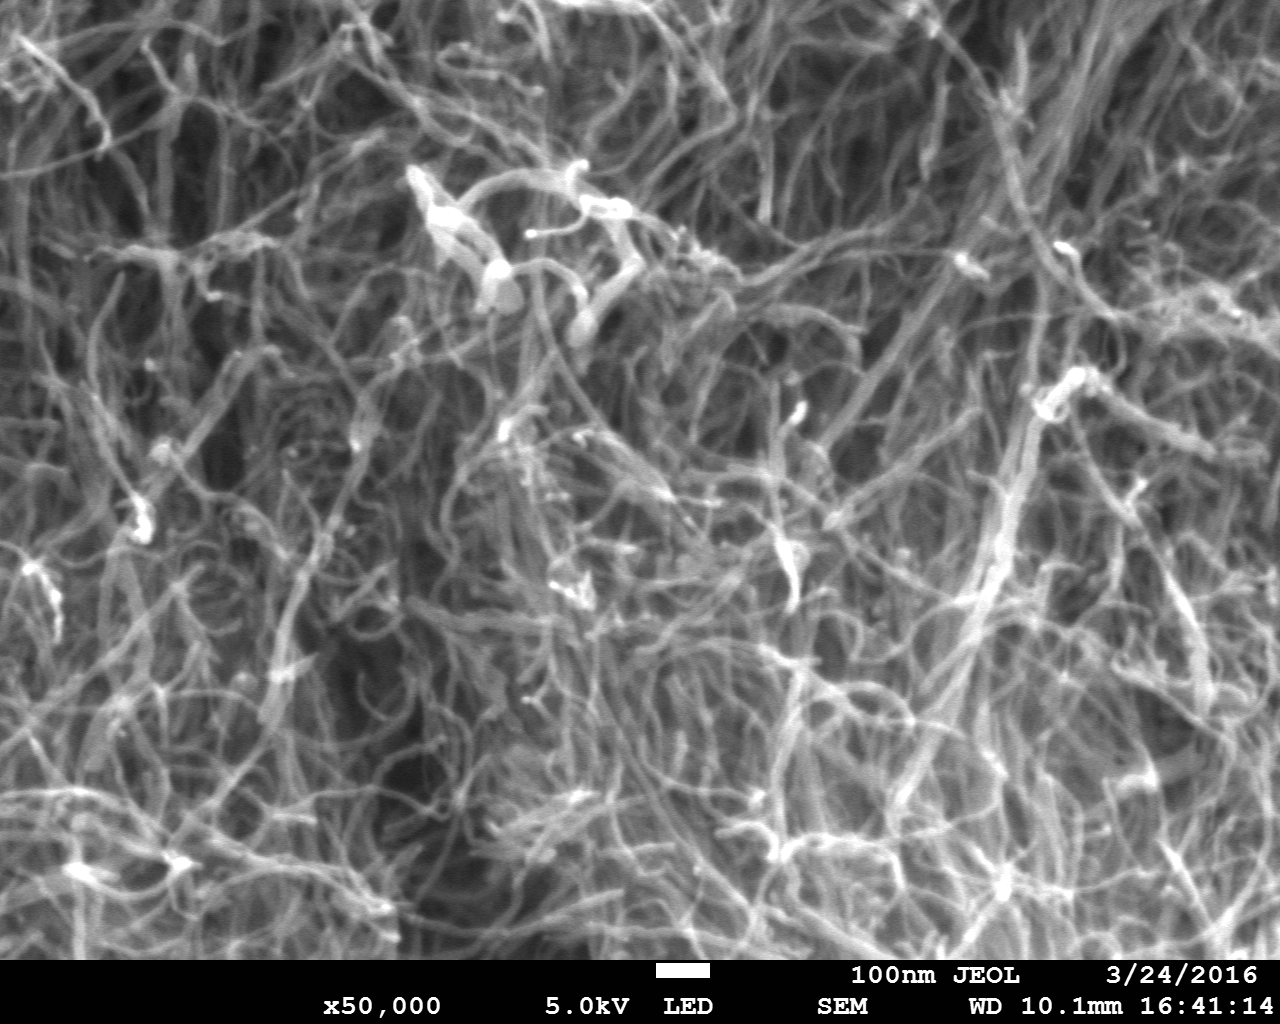 100nm JEOL 3/24/2016
x50,000 5.0kV LED SEM WD 10.1mm 16:41:14